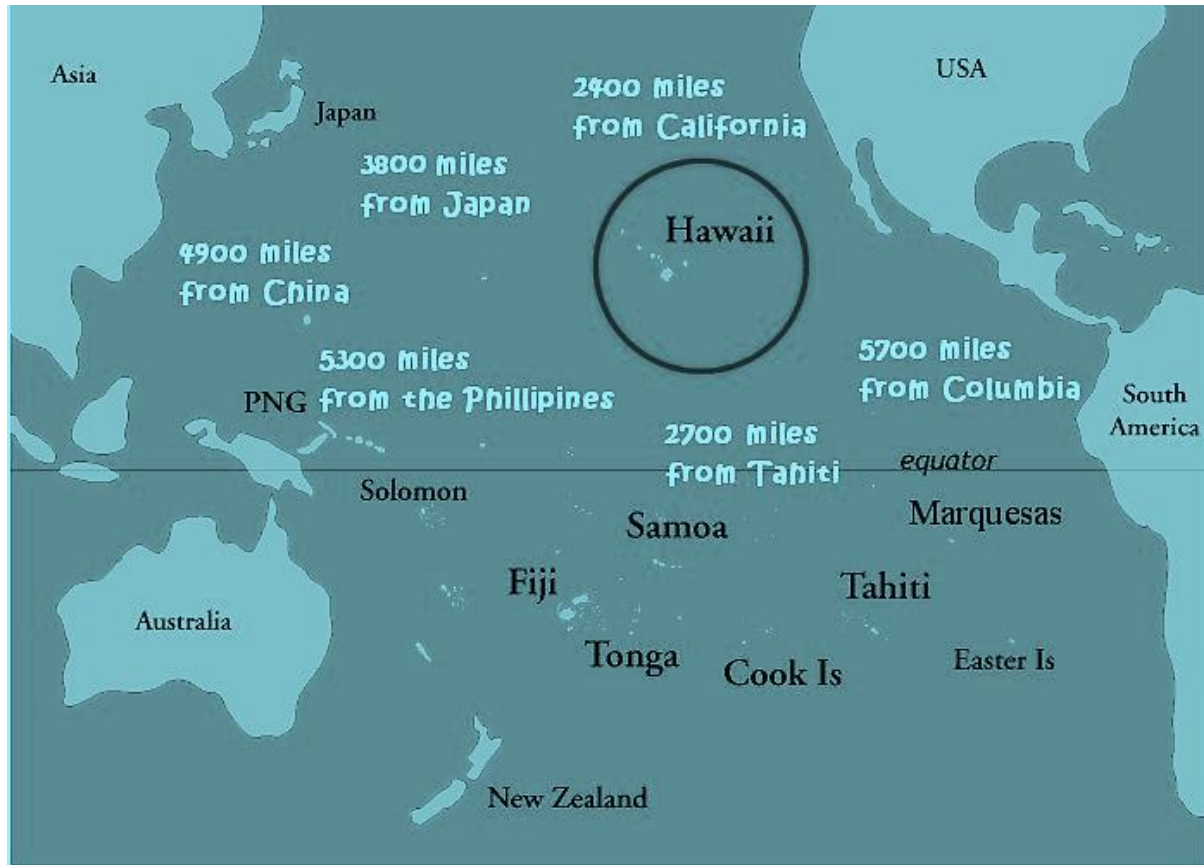 Asia
USA
Japan
2400 miles
from California
3800 miles
from Japan
Hawaii
4900 miles
from China
5300 miles
from the Phillipines
PNG
5700 miles
from Columbia
South
America
2700 miles
from Tahiti
equator
Solomon
Samoa
Marquesas
Fiji
Tahiti
Australia
Tonga
Cook Is
Easter Is
New Zealand